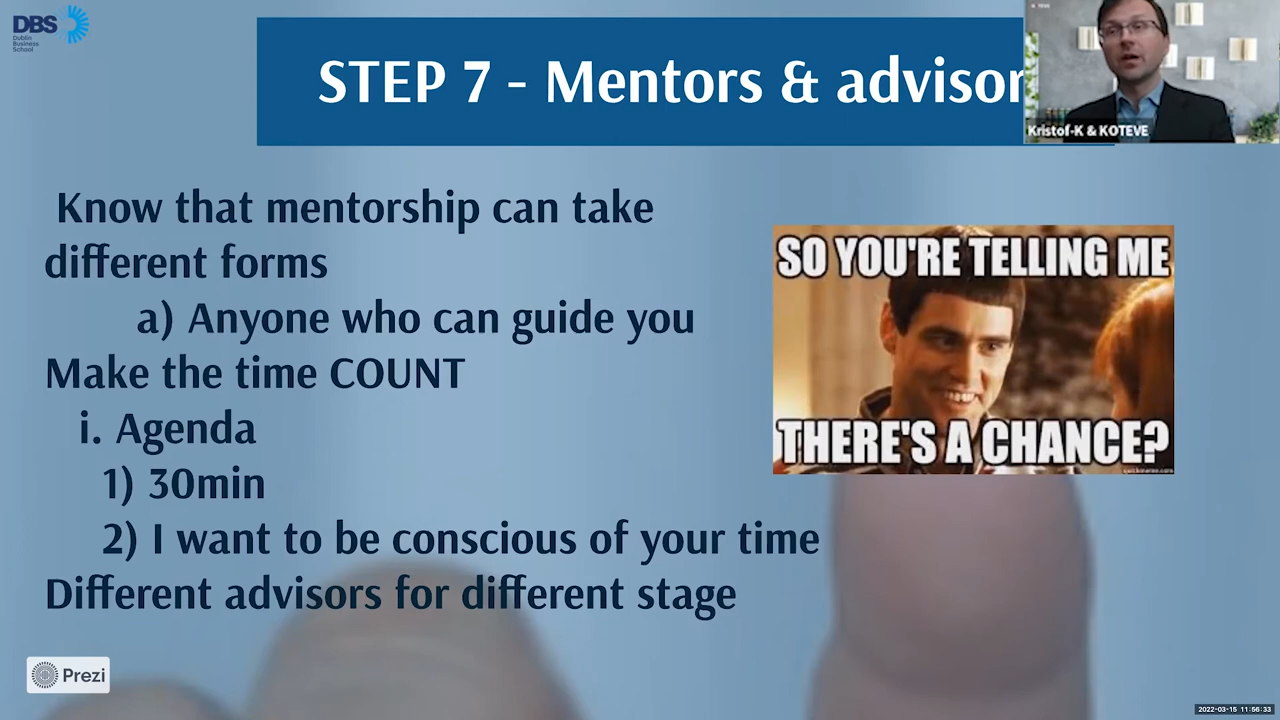 DBS
Dublin
Business
School
STEP 7 - Mentors & advisor
Kristof-K & KOTEVE
Know that mentorship can take
different forms
a) Anyone who can guide you
Make the time COUNT
i. Agenda
1) 30min
2) I want to be conscious of your time
Different advisors for different stage
SO YOU'RE TELLING ME
THERE'S A CHANCE?
quickmeme.com
Prezi
2022-03-15 11:56:33